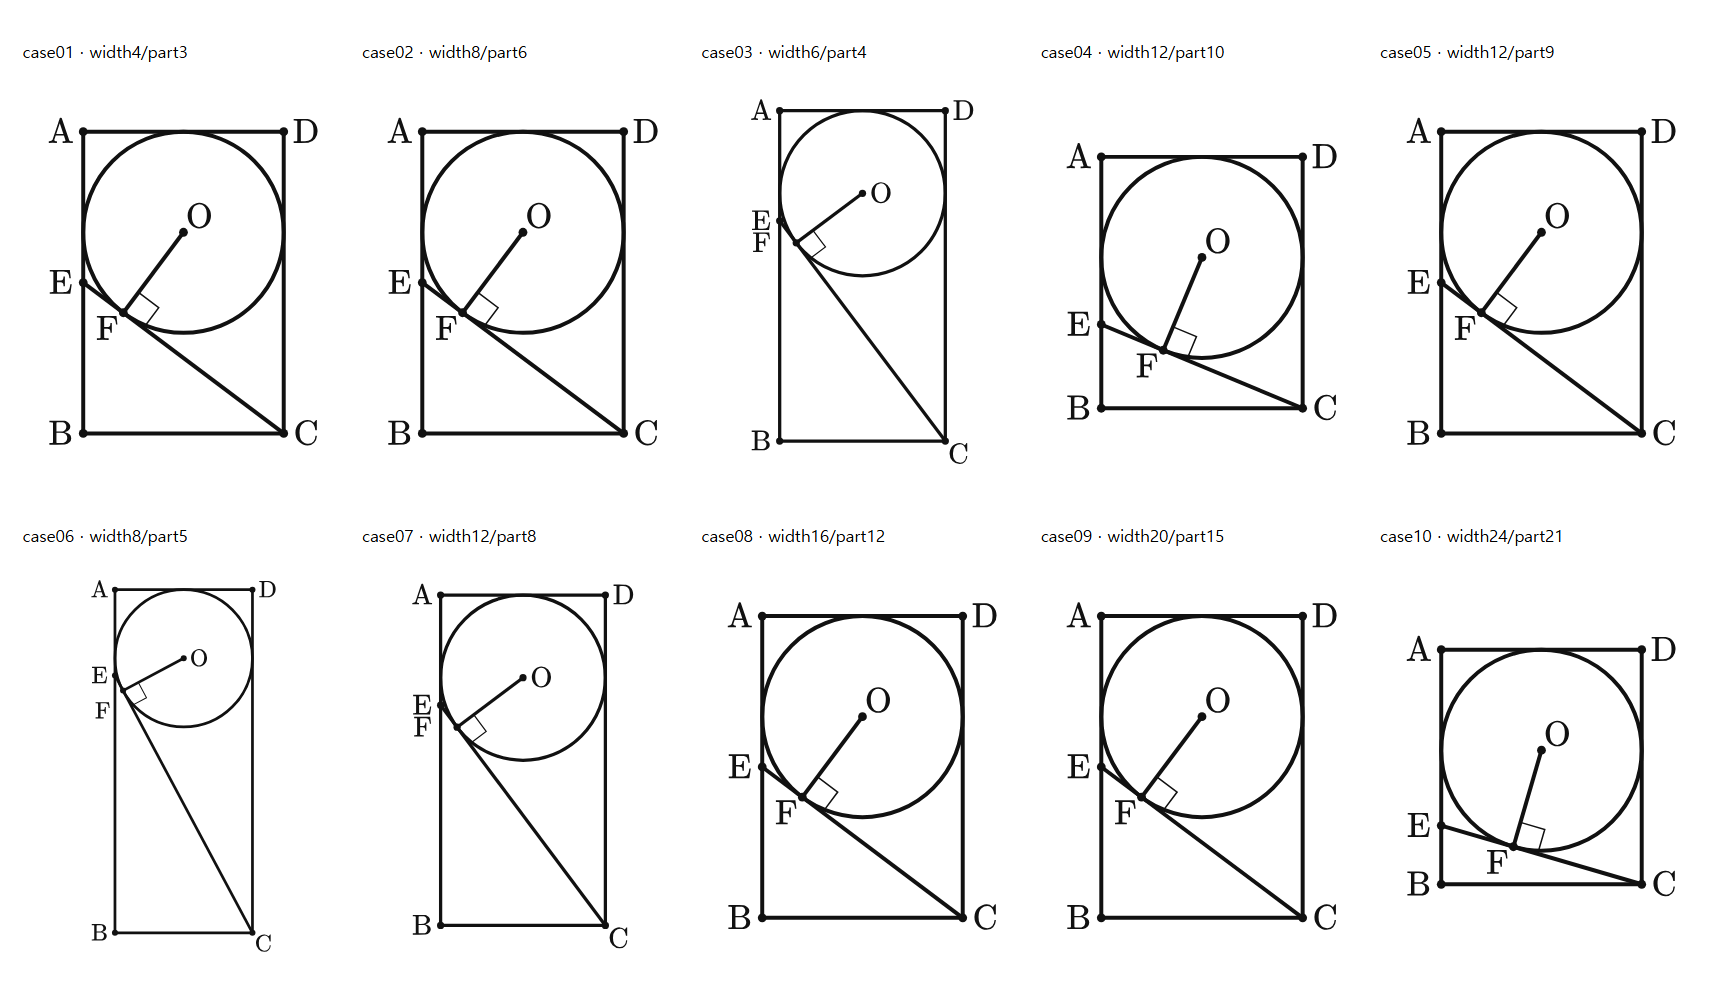 case01 · width4/part3
case02 · width8/part6
case03 · width6/part4
case04 · width12/part10
case05 · width12/part9
A
D
O
E
F
B
C
A
D
O
E
F
B
C
A
D
O
E
F
B
C
A
D
O
E
F
B
C
A
D
O
E
F
B
C
case06 · width8/part5
case07 · width12/part8
case08 · width16/part12
case09 · width20/part15
case10 · width24/part21
A
D
O
E
F
B
C
A
D
O
E
F
B
C
A
D
O
E
F
B
C
A
D
O
E
F
B
C
A
D
O
E
F
B
C